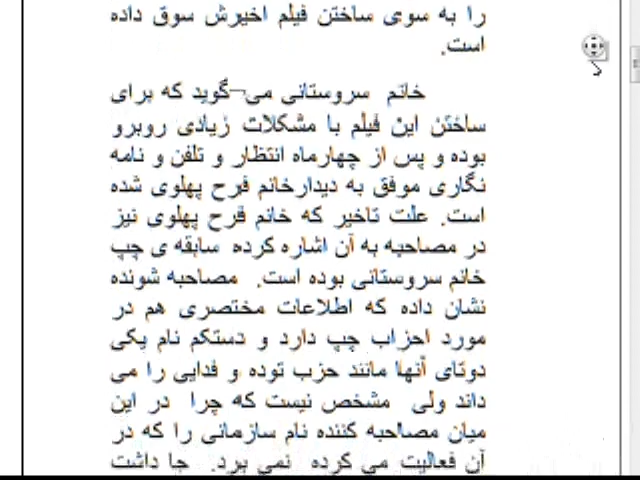 را به سوی ساختن فیلم اخیرش سوق داده
است.
خانم سروستانی می¬گوید که برای
ساختن این فیلم با مشکلات زیادی روبرو
بوده و پس از چهارماه انتظار و تلفن و نامه
نگاری موفق به دیدارخانم فرح پهلوی شده
است. علت تاخیر که خانم فرح پهلوی نیز
در مصاحبه به آن اشاره کرده سابقه ی چپ
خانم سروستانی بوده است. مصاحبه شونده
نشان داده که اطلاعات مختصری هم در
مورد احزاب چپ دارد و دستکم نام یکی
دوتای آنها مانند حزب توده و فدایی را می
داند ولی مشخص نیست که چرا در این
میان مصاحبه کننده نام سازمانی را که در
آن فعالیت می کرده نمی برد. جا داشت